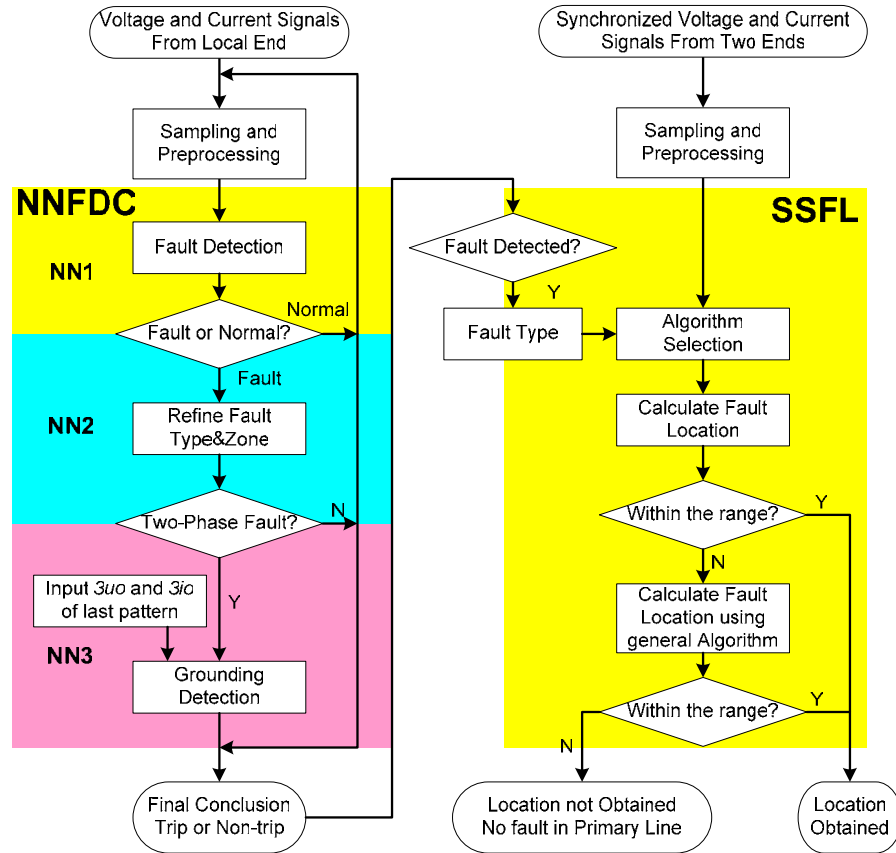 Voltage and Current Signals
From Local End
Sampling and
Preprocessing
NNFDC
NN1
Fault Detection
Normal
Fault or Normal?
Fault
NN2
Refine Fault
Type&Zone
Two-Phase Fault?
N
Y
Input 3uo and 3io
of last pattern
NN3
Grounding
Detection
Final Conclusion
Trip or Non-trip
Synchronized Voltage and Current
Signals From Two Ends
Sampling and
Preprocessing
SSFL
Fault Detected?
Y
Fault Type
Algorithm
Selection
Calculate Fault
Location
Within the range?
Y
N
Calculate Fault
Location using
general Algorithm
Within the range?
Y
N
Location not Obtained
No fault in Primary Line
Location
Obtained